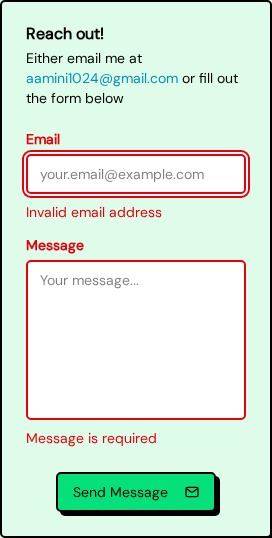 Reach out!
Either email me at
aamini1024@gmail.com or fill out
the form below
Email
your.email@example.com
Invalid email address
Message
Your message...
Message is required
Send Message